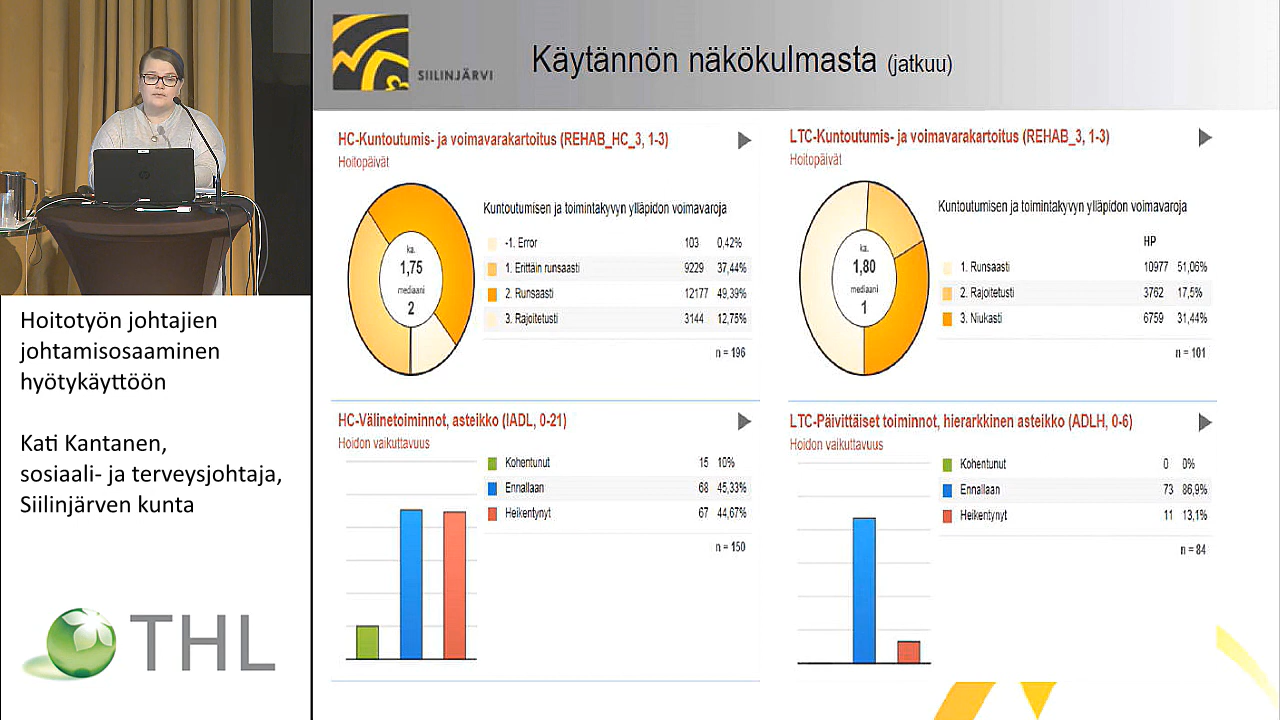 SIILINJÄRVI
Käytännön näkökulmasta (jatkuu)
HC-Kuntoutumis- ja voimavarakartoitus (REHAB_HC_3, 1-3)
Hoitopäivät
ka.
1,75
mediaani
2
Kuntoutumisen ja toimintakyvyn ylläpidon voimavaroja
-1. Error 103 0,42%
1. Erittäin runsaasti 9229 37,44%
2. Runsaasti 12177 49,39%
3. Rajoitetusti 3144 12,75%
n = 196
LTC-Kuntoutumis- ja voimavarakartoitus (REHAB_3, 1-3)
Hoitopäivät
ka.
1,80
mediaani
1
Kuntoutumisen ja toimintakyvyn ylläpidon voimavaroja
HP
1. Runsaasti 10977 51,06%
2. Rajoitetusti 3762 17,5%
3. Niukasti 6759 31,44%
n = 101
HC-Välinetoiminnot, asteikko (IADL, 0-21)
Hoidon vaikuttavuus
Kohentunut 15 10%
Ennallaan 68 45,33%
Heikentynyt 67 44,67%
n = 150
LTC-Päivittäiset toiminnot, hierarkkinen asteikko (ADLH, 0-6)
Hoidon vaikuttavuus
Kohentunut 0 0%
Ennallaan 73 86,9%
Heikentynyt 11 13,1%
n = 84
Hoitotyön johtajien
johtamisosaaminen
hyötykäyttöön
Kati Kantanen,
sosiaali- ja terveysjohtaja,
Siilinjärven kunta
THL